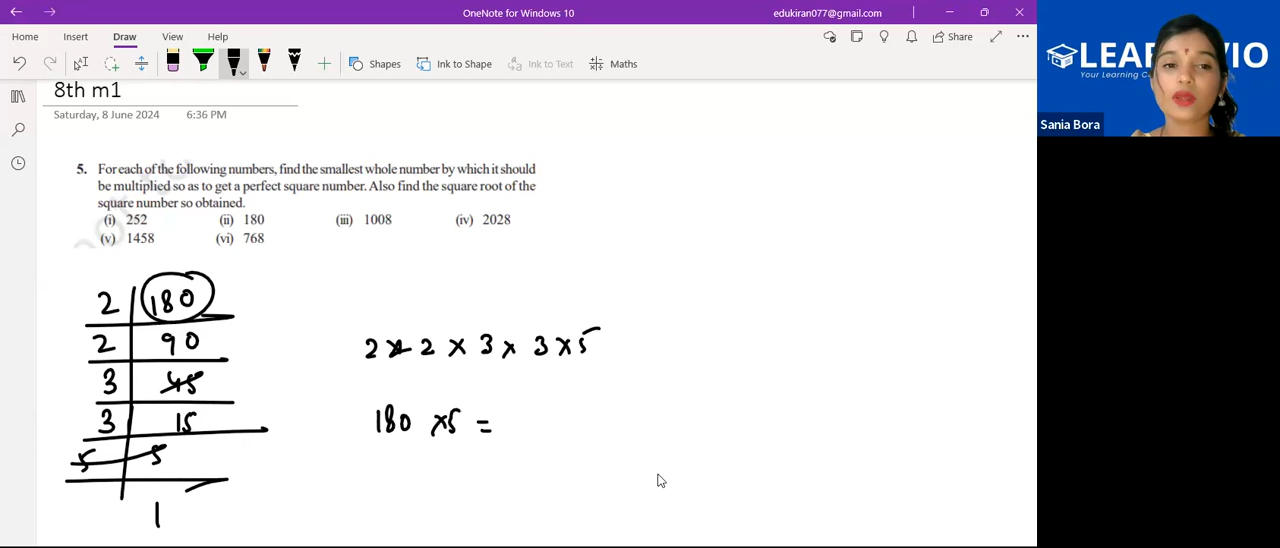 OneNote for Windows 10
edukiran077@gmail.com
Home Insert Draw View Help
Share
Shapes Ink to Shape Ink to Text Maths
8th m1
Saturday, 8 June 2024 6:36 PM
Sania Bora
5. For each of the following numbers, find the smallest whole number by which it should
be multiplied so as to get a perfect square number. Also find the square root of the
square number so obtained.
(i) 252 (ii) 180 (iii) 1008 (iv) 2028
(v) 1458 (vi) 768
2 180
2 90
3 45
3 15
5 5
1
2 × 2 × 3 × 3 × 5
180 × 5 =